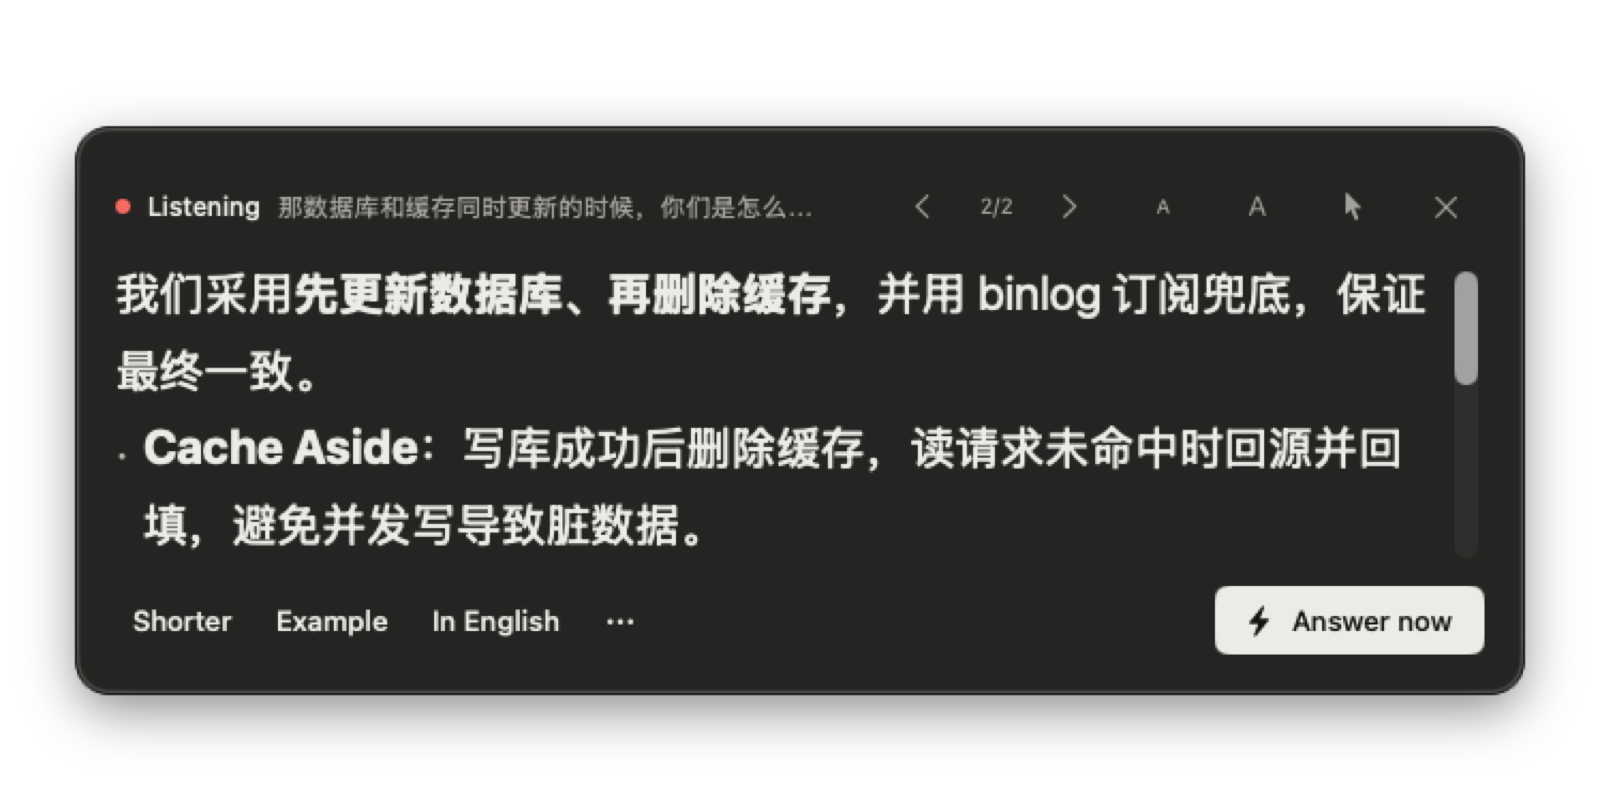 Listening 那数据库和缓存同时更新的时候，你们是怎么... 2/2 A A
我们采用先更新数据库、再删除缓存，并用 binlog 订阅兜底，保证
最终一致。
· Cache Aside：写库成功后删除缓存，读请求未命中时回源并回
填，避免并发写导致脏数据。
Shorter Example In English ··· Answer now